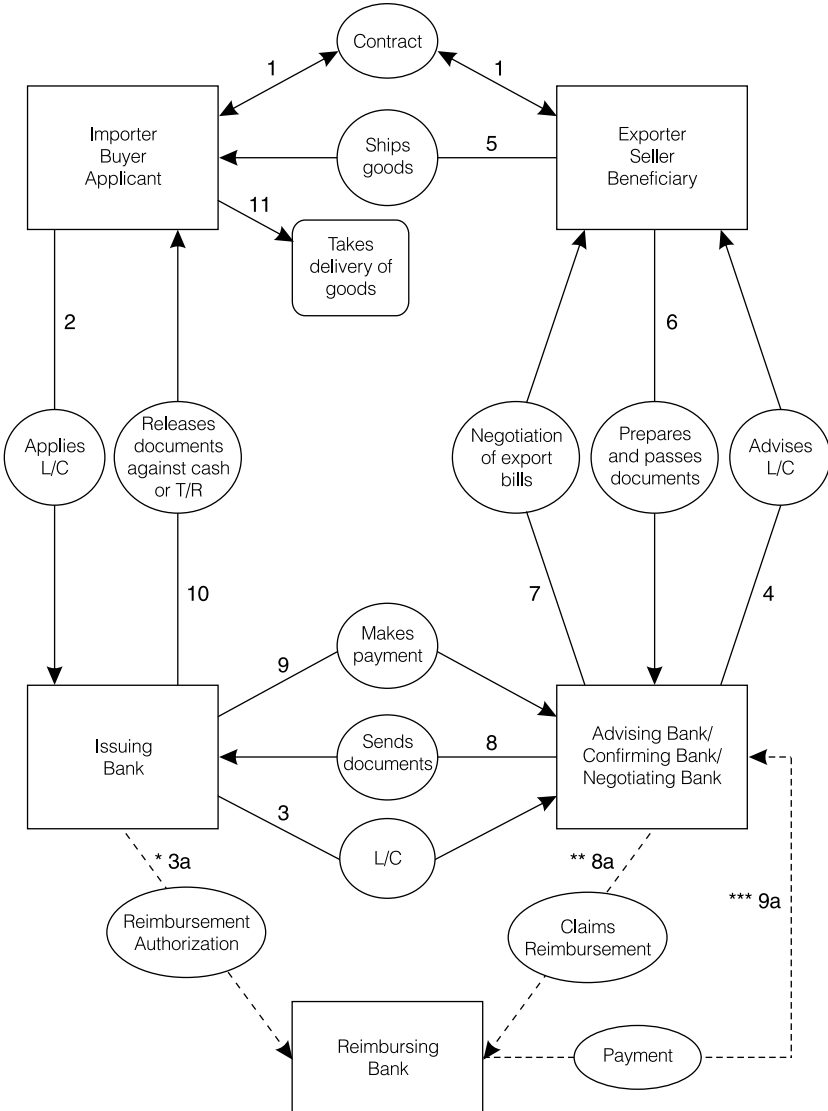 Contract
1
1
Importer
Buyer
Applicant
Ships
goods
5
Exporter
Seller
Beneficiary
11
Takes
delivery of
goods
2
6
Applies
L/C
Releases
documents
against cash
or T/R
Negotiation
of export
bills
Prepares
and passes
documents
Advises
L/C
10
7
4
9
Makes
payment
Issuing
Bank
Sends
documents
8
Advising Bank/
Confirming Bank/
Negotiating Bank
3
L/C
* 3a
** 8a
*** 9a
Reimbursement
Authorization
Claims
Reimbursement
Reimbursing
Bank
Payment